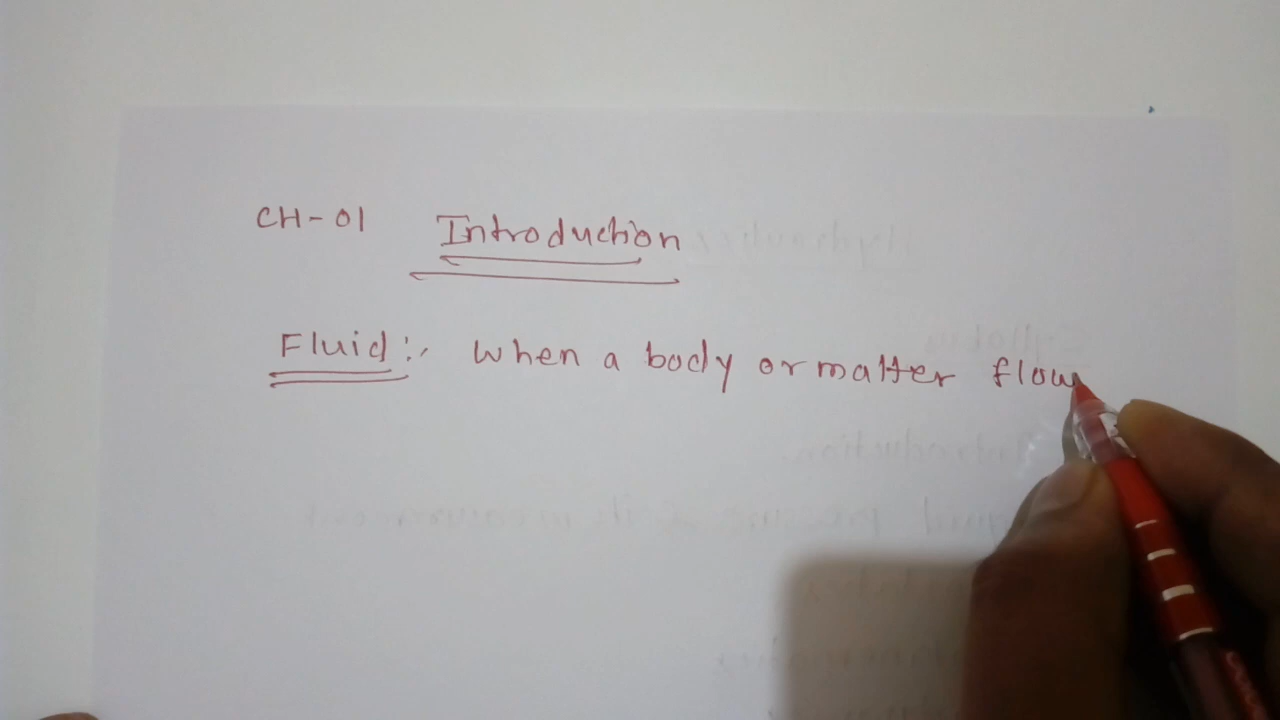 CH-01 Introduction
Fluid:- When a body or matter flow